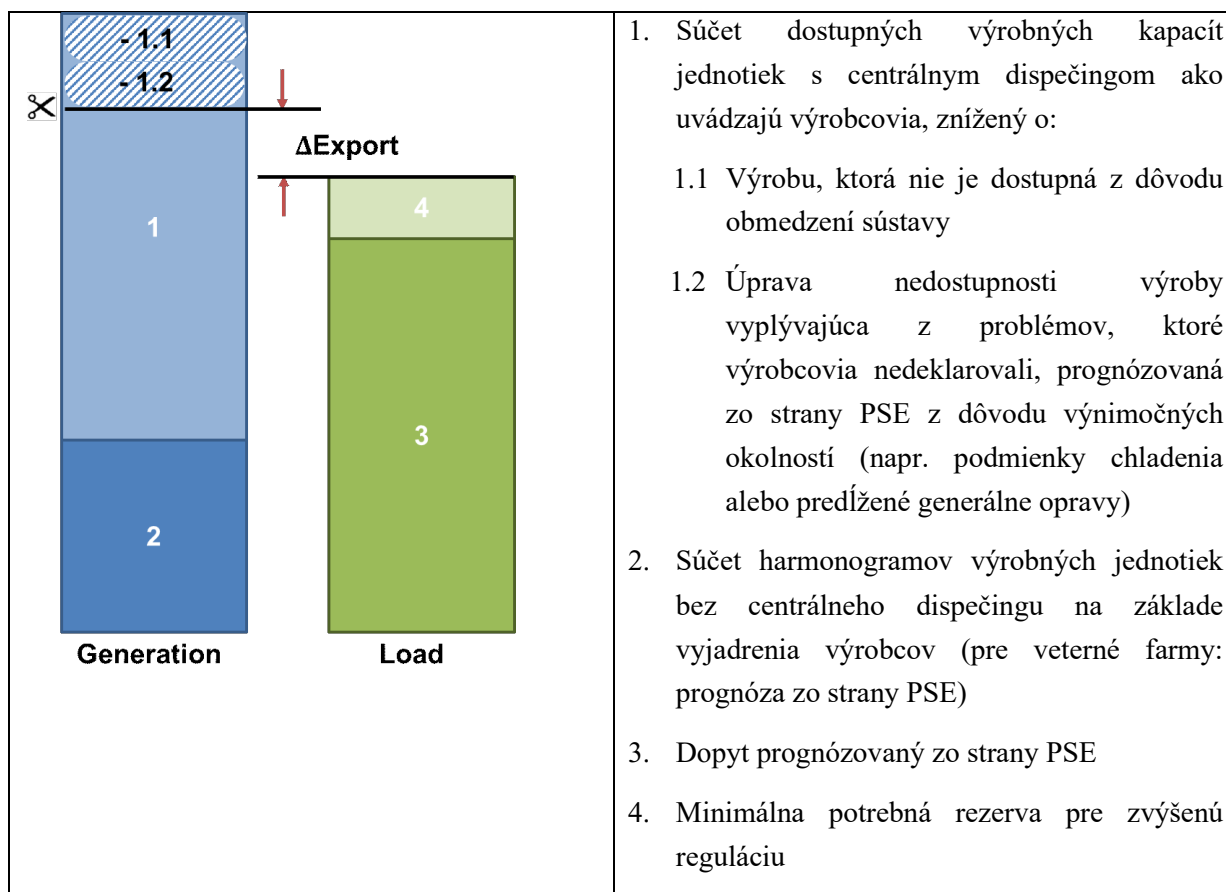 - 1.1
- 1.2
ΔExport
4
1
3
2
Generation
Load
1. Súčet dostupných výrobných kapacít
jednotiek s centrálnym dispečingom ako
uvádzajú výrobcovia, znížený o:
1.1 Výrobu, ktorá nie je dostupná z dôvodu
obmedzení sústavy
1.2 Úprava nedostupnosti výroby
vyplývajúca z problémov, ktoré
výrobcovia nedeklarovali, prognózovaná
zo strany PSE z dôvodu výnimočných
okolností (napr. podmienky chladenia
alebo predĺžené generálne opravy)
2. Súčet harmonogramov výrobných jednotiek
bez centrálneho dispečingu na základe
vyjadrenia výrobcov (pre veterné farmy:
prognóza zo strany PSE)
3. Dopyt prognózovaný zo strany PSE
4. Minimálna potrebná rezerva pre zvýšenú
reguláciu